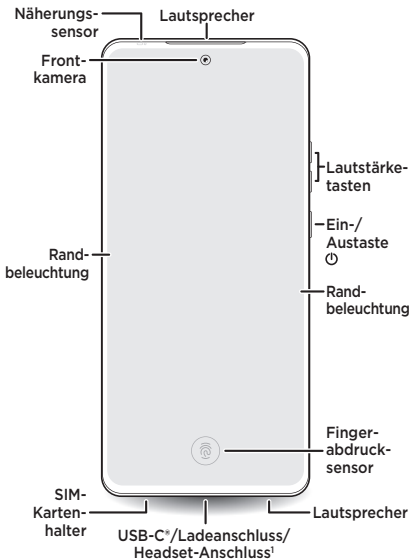 Näherungs-
sensor
Lautsprecher
Front-
kamera
Lautstärke-
tasten
Ein-/
Austaste
Rand-
beleuchtung
Rand-
beleuchtung
Finger-
abdruck-
sensor
SIM-
Karten-
halter
Lautsprecher
USB-C®/Ladeanschluss/
Headset-Anschluss¹